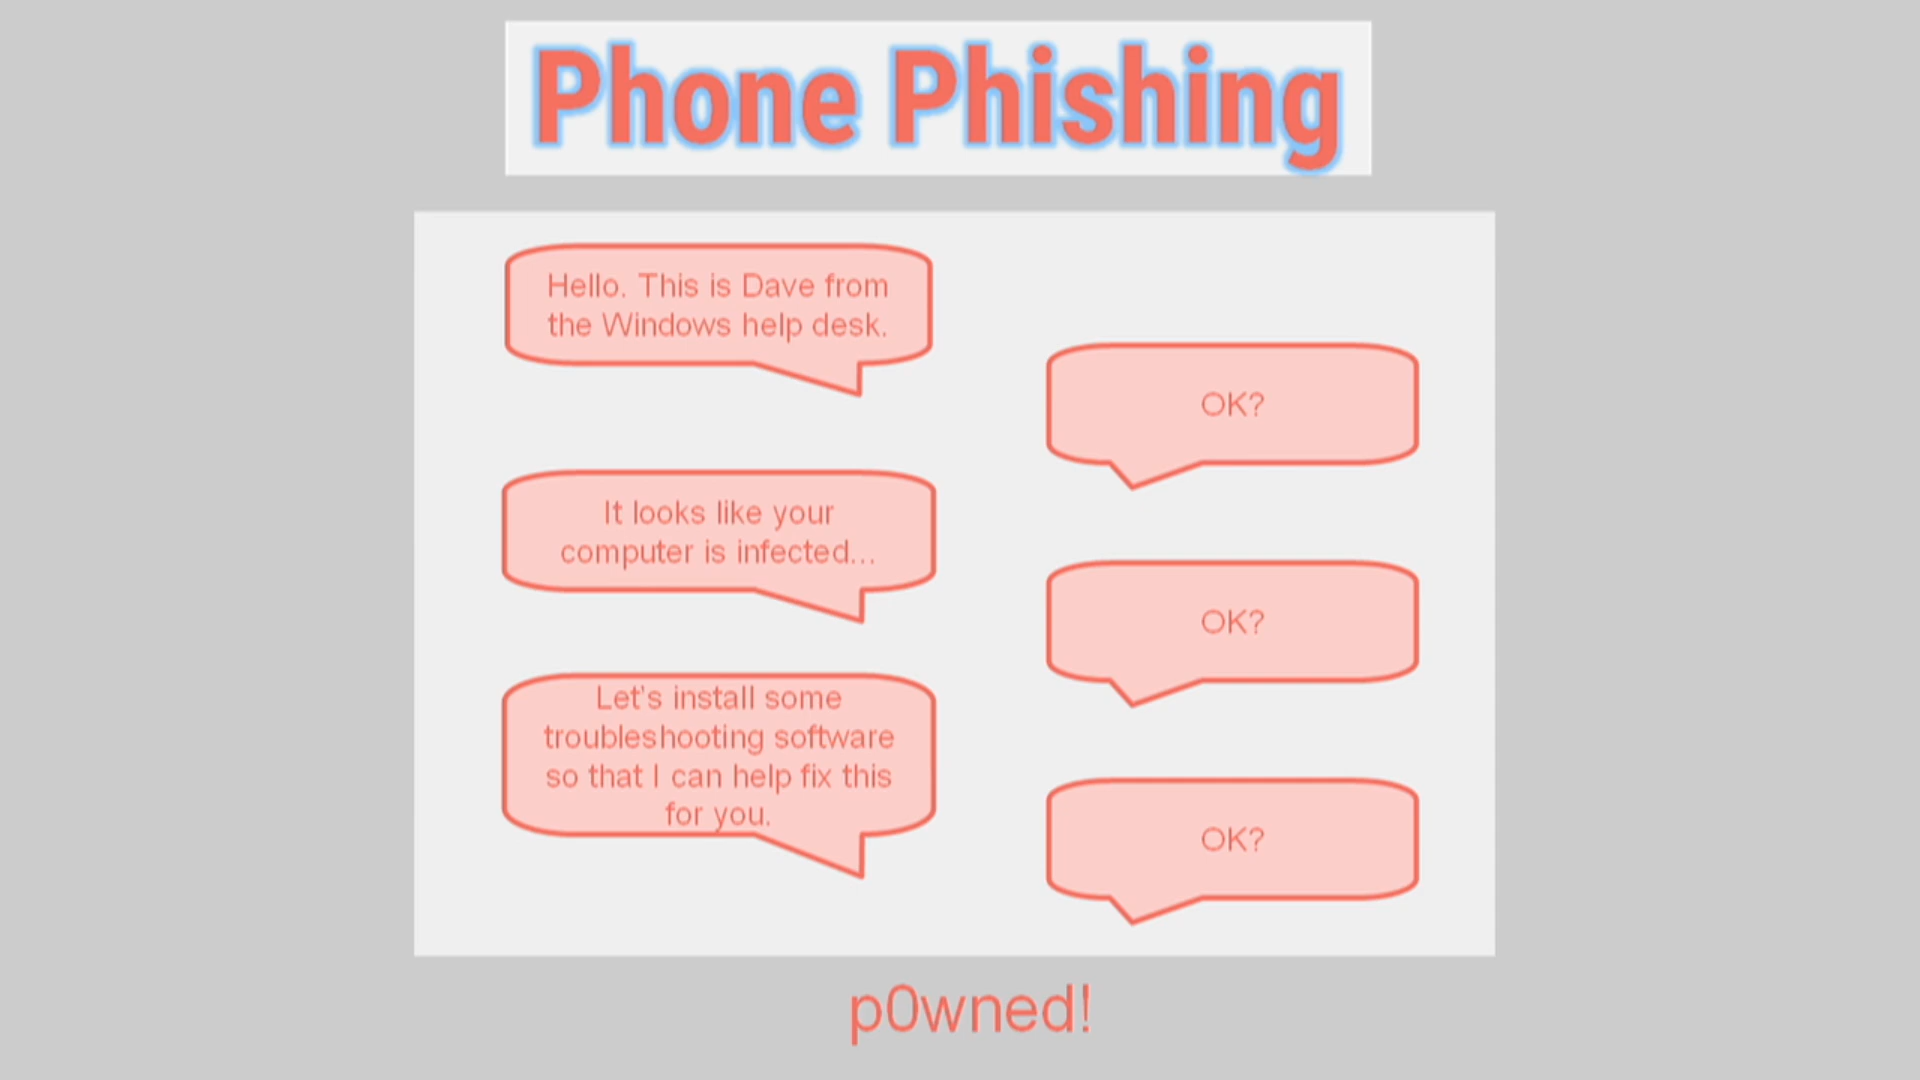 Phone Phishing
Hello. This is Dave from
the Windows help desk.
OK?
It looks like your
computer is infected...
OK?
Let's install some
troubleshooting software
so that I can help fix this
for you.
OK?
p0wned!